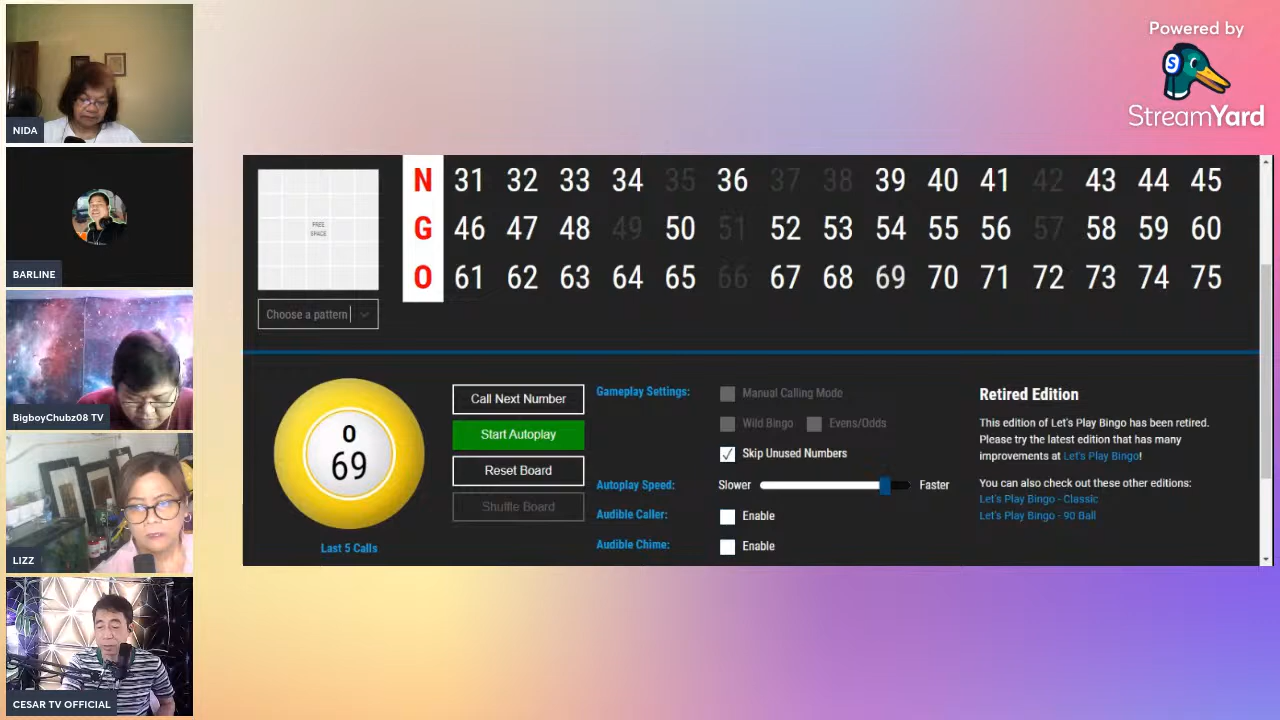 Powered by
S
StreamYard
NIDA
BARLINE
BigboyChubz08 TV
LIZZ
CESAR TV OFFICIAL
FREE
SPACE
Choose a pattern
N 31 32 33 34 35 36 37 38 39 40 41 42 43 44 45
G 46 47 48 49 50 51 52 53 54 55 56 57 58 59 60
O 61 62 63 64 65 66 67 68 69 70 71 72 73 74 75
O
69
Last 5 Calls
Call Next Number
Start Autoplay
Reset Board
Shuffle Board
Gameplay Settings:
Manual Calling Mode
Wild Bingo Evens/Odds
Skip Unused Numbers
Autoplay Speed: Slower Faster
Audible Caller: Enable
Audible Chime: Enable
Retired Edition
This edition of Let's Play Bingo has been retired.
Please try the latest edition that has many
improvements at Let's Play Bingo!
You can also check out these other editions:
Let's Play Bingo - Classic
Let's Play Bingo - 90 Ball